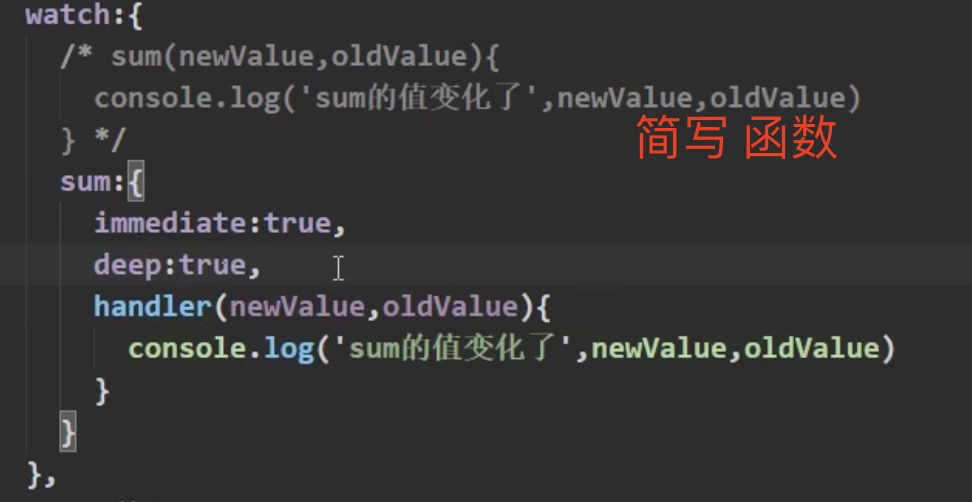 watch:{
/* sum(newValue,oldValue){
console.log('sum的值变化了',newValue,oldValue)
} */
简写 函数
sum:{
immediate:true,
deep:true,
handler(newValue,oldValue){
console.log('sum的值变化了',newValue,oldValue)
}
}
},